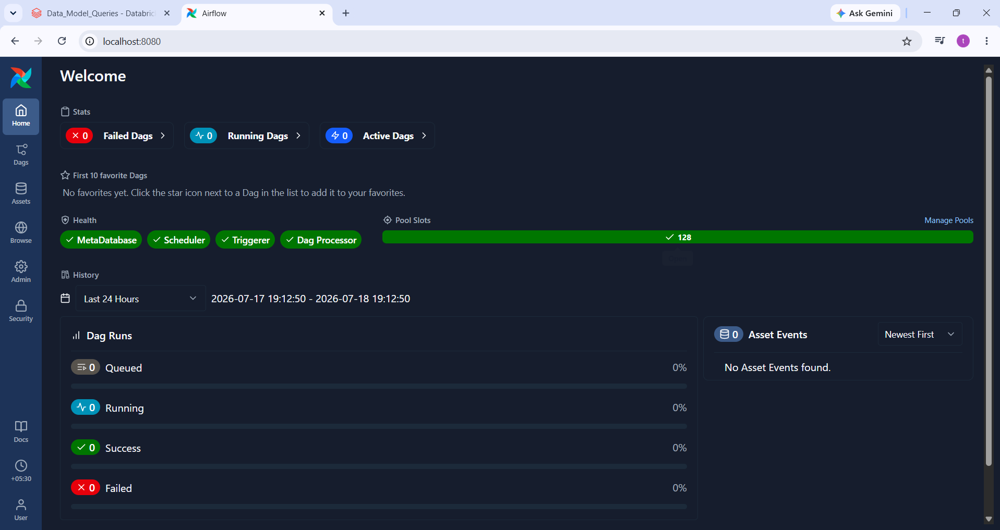 Data_Model_Queries - Databric
Airflow
Ask Gemini
localhost:8080
t
Welcome
Home
Stats
0 Failed Dags
0 Running Dags
0 Active Dags
Dags
First 10 favorite Dags
No favorites yet. Click the star icon next to a Dag in the list to add it to your favorites.
Assets
Health
MetaDatabase
Scheduler
Triggerer
Dag Processor
Pool Slots
Manage Pools
128
Browse
Admin
History
Last 24 Hours
2026-07-17 19:12:50 - 2026-07-18 19:12:50
Security
Dag Runs
0 Queued 0%
0 Running 0%
0 Success 0%
0 Failed 0%
0 Asset Events
Newest First
No Asset Events found.
Docs
+05:30
User